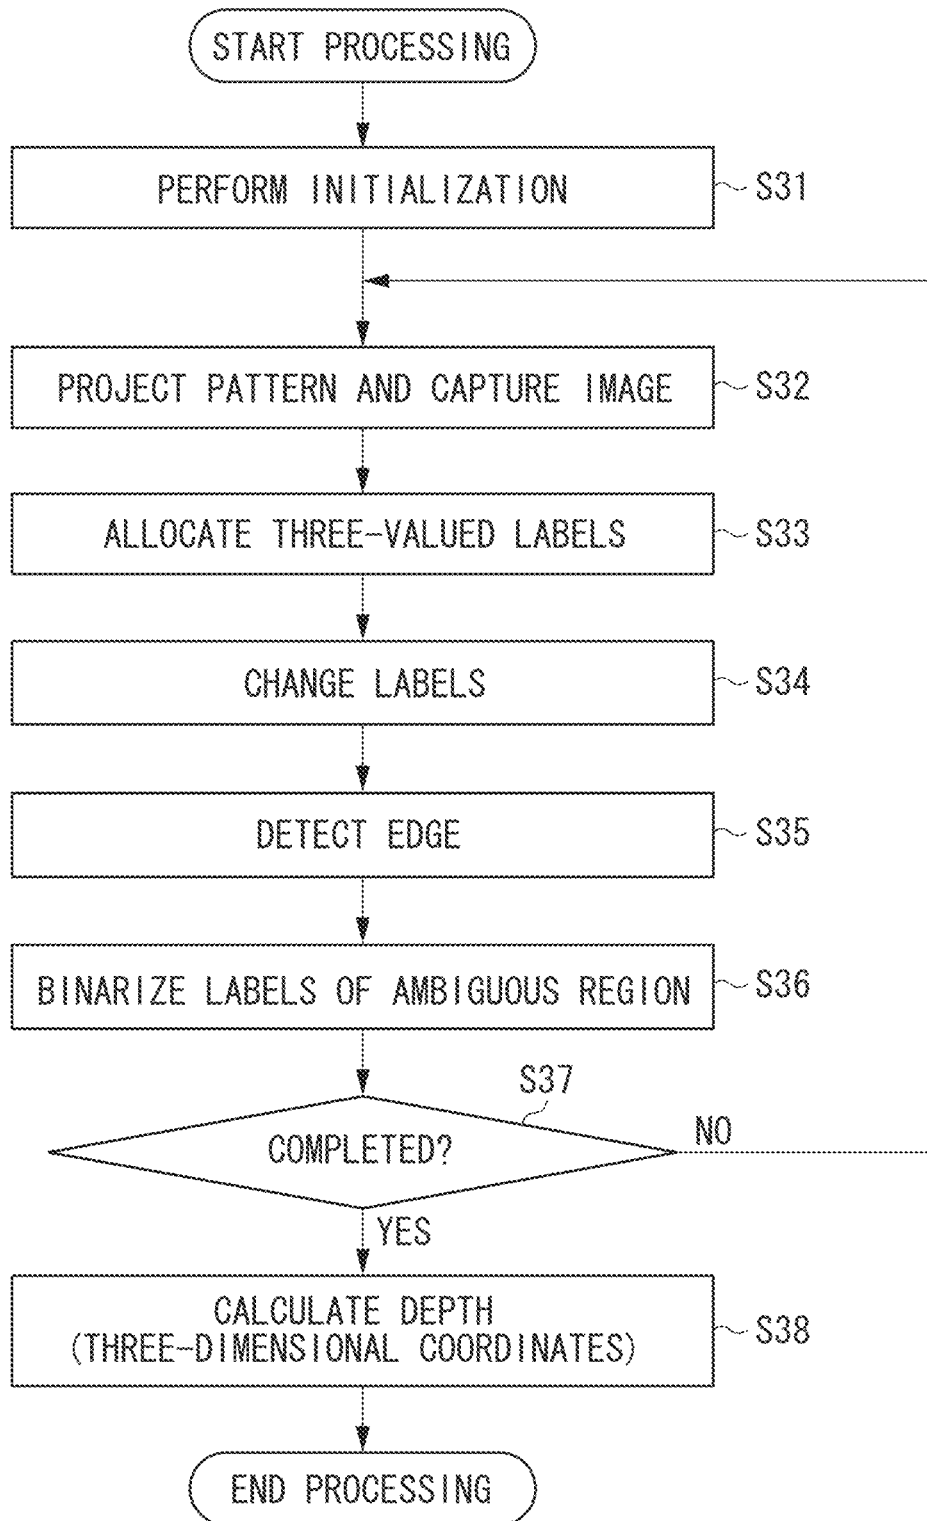 START PROCESSING
PERFORM INITIALIZATION
S31
PROJECT PATTERN AND CAPTURE IMAGE
S32
ALLOCATE THREE-VALUED LABELS
S33
CHANGE LABELS
S34
DETECT EDGE
S35
BINARIZE LABELS OF AMBIGUOUS REGION
S36
S37
COMPLETED?
NO
YES
CALCULATE DEPTH
(THREE-DIMENSIONAL COORDINATES)
S38
END PROCESSING